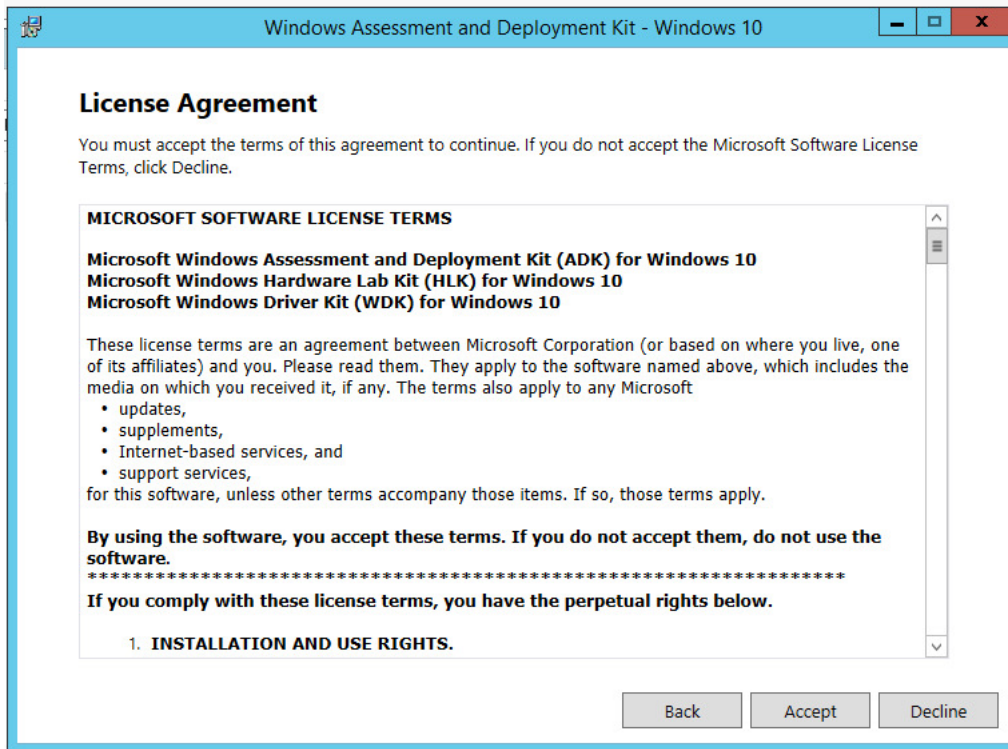 Windows Assessment and Deployment Kit - Windows 10
License Agreement
You must accept the terms of this agreement to continue. If you do not accept the Microsoft Software License
Terms, click Decline.
MICROSOFT SOFTWARE LICENSE TERMS
Microsoft Windows Assessment and Deployment Kit (ADK) for Windows 10
Microsoft Windows Hardware Lab Kit (HLK) for Windows 10
Microsoft Windows Driver Kit (WDK) for Windows 10
These license terms are an agreement between Microsoft Corporation (or based on where you live, one
of its affiliates) and you. Please read them. They apply to the software named above, which includes the
media on which you received it, if any. The terms also apply to any Microsoft
• updates,
• supplements,
• Internet-based services, and
• support services,
for this software, unless other terms accompany those items. If so, those terms apply.
By using the software, you accept these terms. If you do not accept them, do not use the
software.
*******************************************************************
If you comply with these license terms, you have the perpetual rights below.
1. INSTALLATION AND USE RIGHTS.
Back Accept Decline